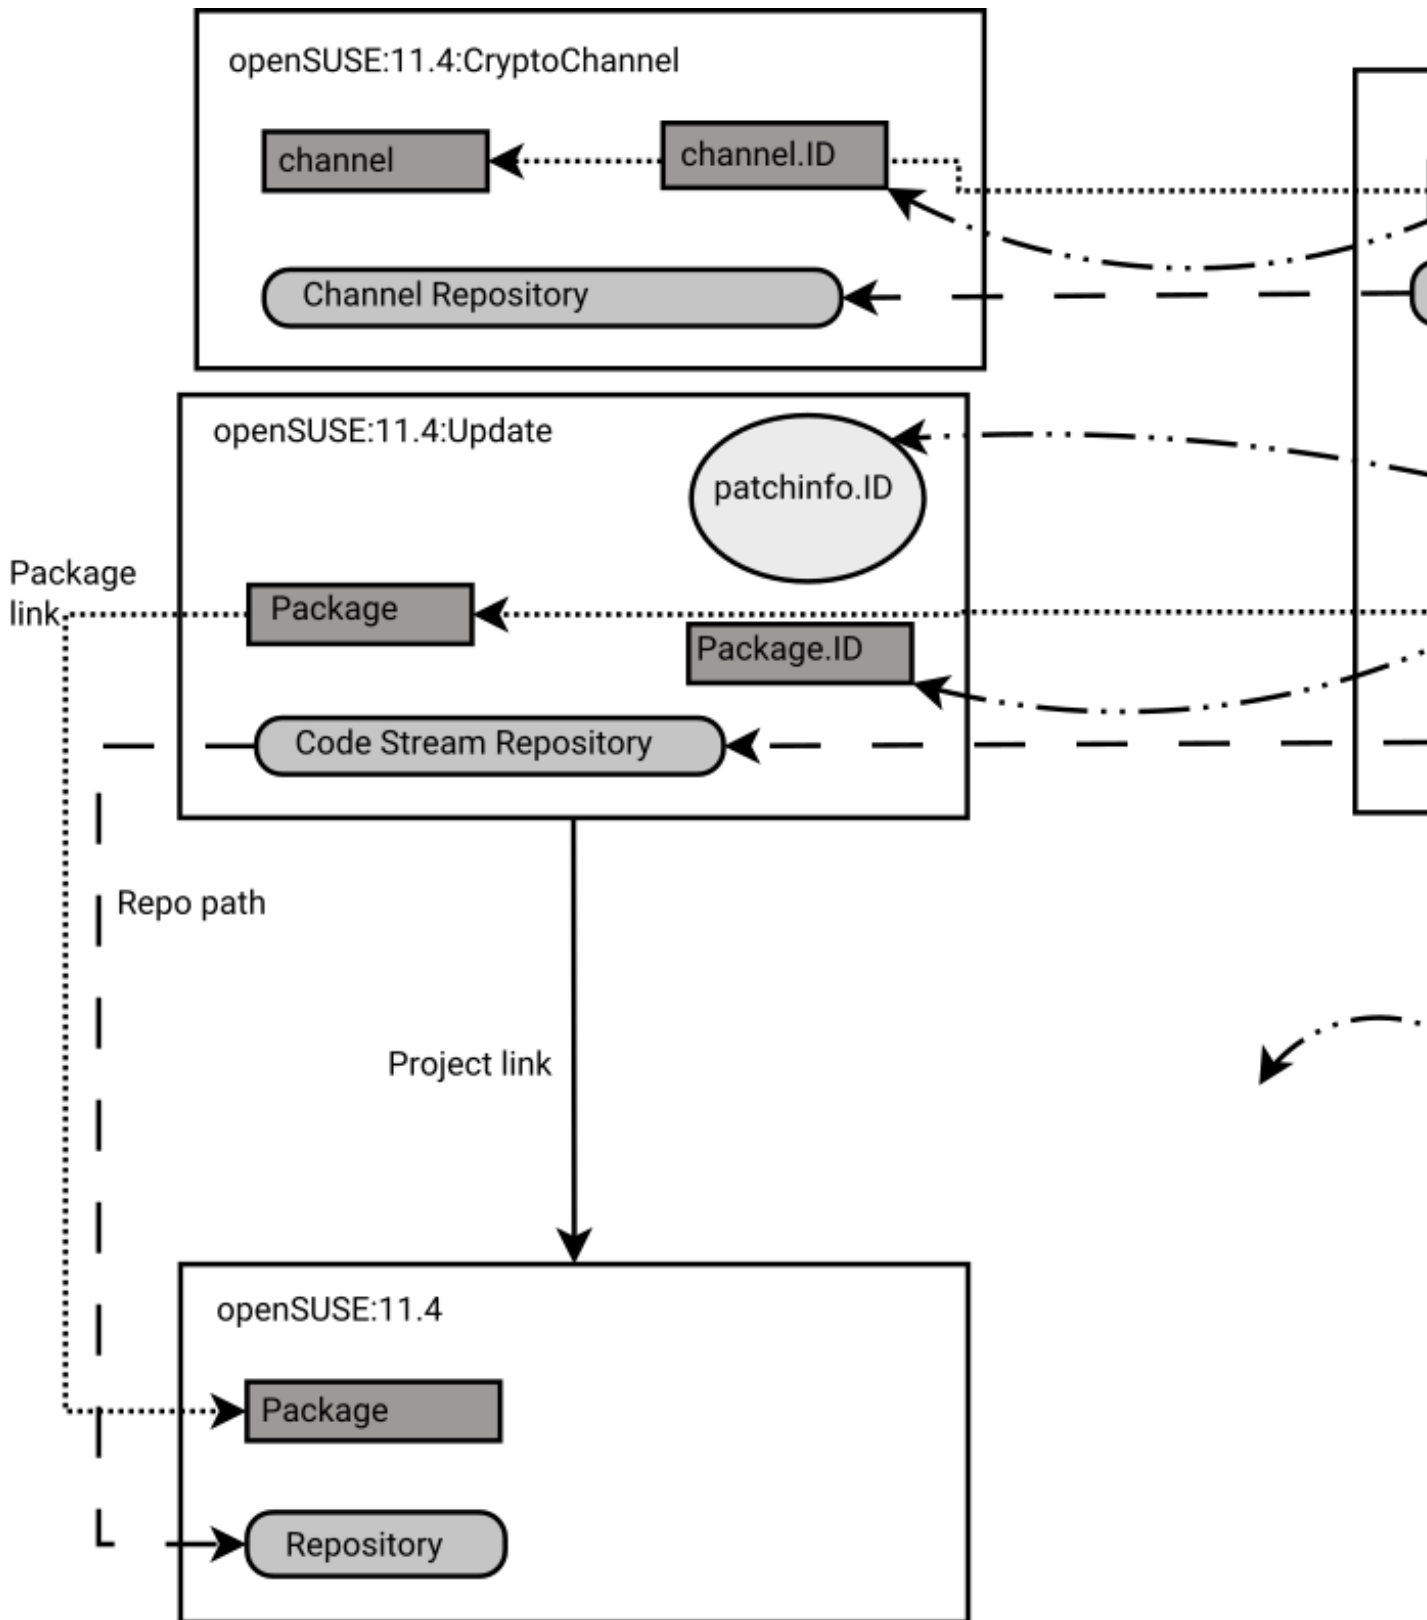 openSUSE:11.4:CryptoChannel
channel
channel.ID
Channel Repository
openSUSE:11.4:Update
patchinfo.ID
Package
link
Package
Package.ID
Code Stream Repository
Repo path
Project link
openSUSE:11.4
Package
Repository